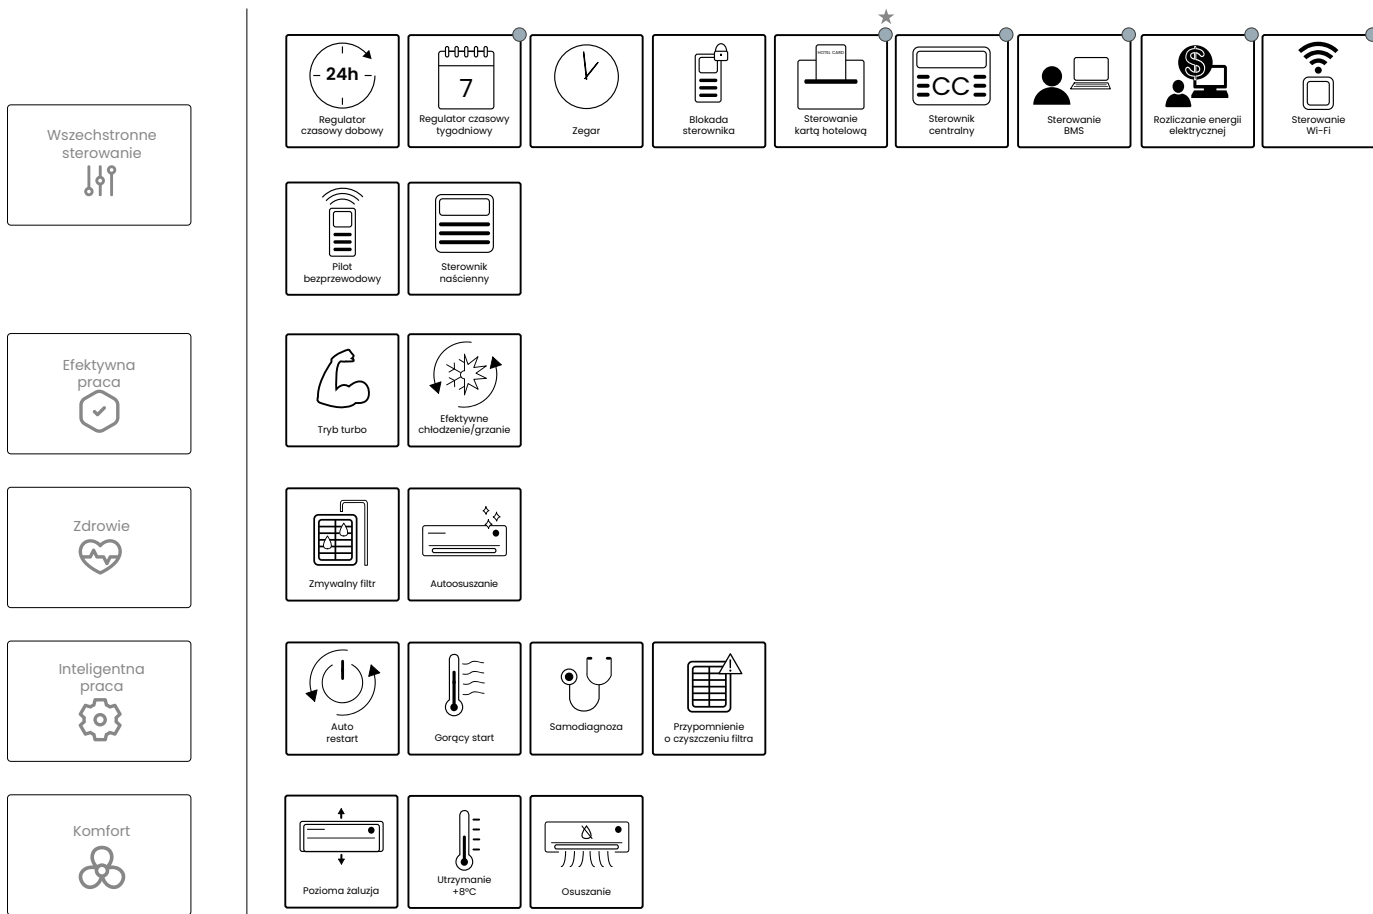 Wszechstronne
sterowanie
24h
Regulator
czasowy dobowy
7
Regulator czasowy
tygodniowy
Zegar
Blokada
sterownika
HOTEL CARD
Sterowanie
kartą hotelową
CC
Sterownik
centralny
Sterowanie
BMS
$
Rozliczanie energii
elektrycznej
Sterowanie
Wi-Fi
Pilot
bezprzewodowy
Sterownik
naścienny
Efektywna
praca
Tryb turbo
Efektywne
chłodzenie/grzanie
Zdrowie
Zmywalny filtr
Autoosuszanie
Inteligentna
praca
Auto
restart
Gorący start
Samodiagnoza
Przypomnienie
o czyszczeniu filtra
Komfort
Pozioma żaluzja
Utrzymanie
+8°C
Osuszanie